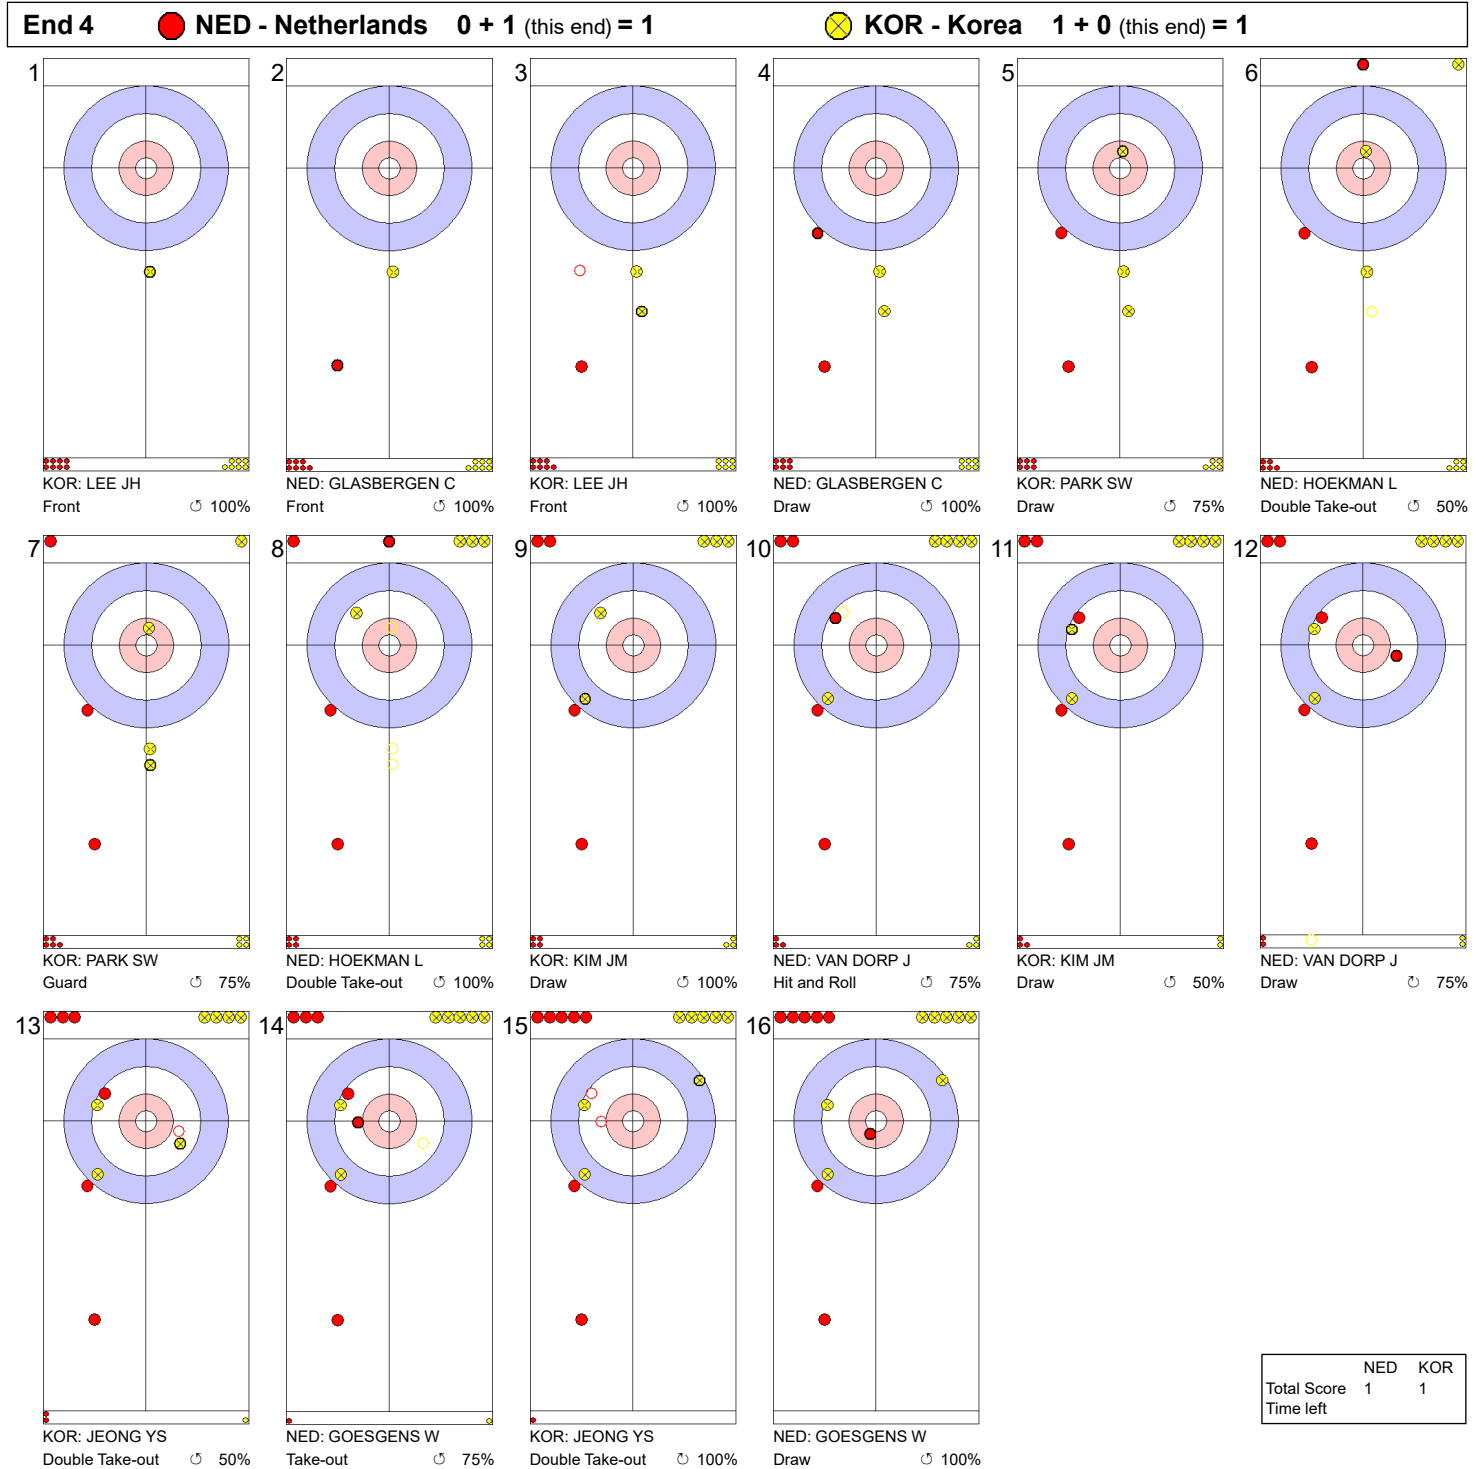 End 4 NED - Netherlands 0 + 1 (this end) = 1 KOR - Korea 1 + 0 (this end) = 1
1 2 3 4 5 6
KOR: LEE JH NED: GLASBERGEN C KOR: LEE JH NED: GLASBERGEN C KOR: PARK SW NED: HOEKMAN L
Front ↺ 100% Front ↺ 100% Front ↺ 100% Draw ↺ 100% Draw ↺ 75% Double Take-out ↺ 50%
7 8 9 10 11 12
KOR: PARK SW NED: HOEKMAN L KOR: KIM JM NED: VAN DORP J KOR: KIM JM NED: VAN DORP J
Guard ↺ 75% Double Take-out ↺ 100% Draw ↺ 100% Hit and Roll ↺ 75% Draw ↺ 50% Draw ↻ 75%
13 14 15 16
NED KOR
Total Score 1 1
Time left
KOR: JEONG YS NED: GOESGENS W KOR: JEONG YS NED: GOESGENS W
Double Take-out ↺ 50% Take-out ↺ 75% Double Take-out ↻ 100% Draw ↺ 100%